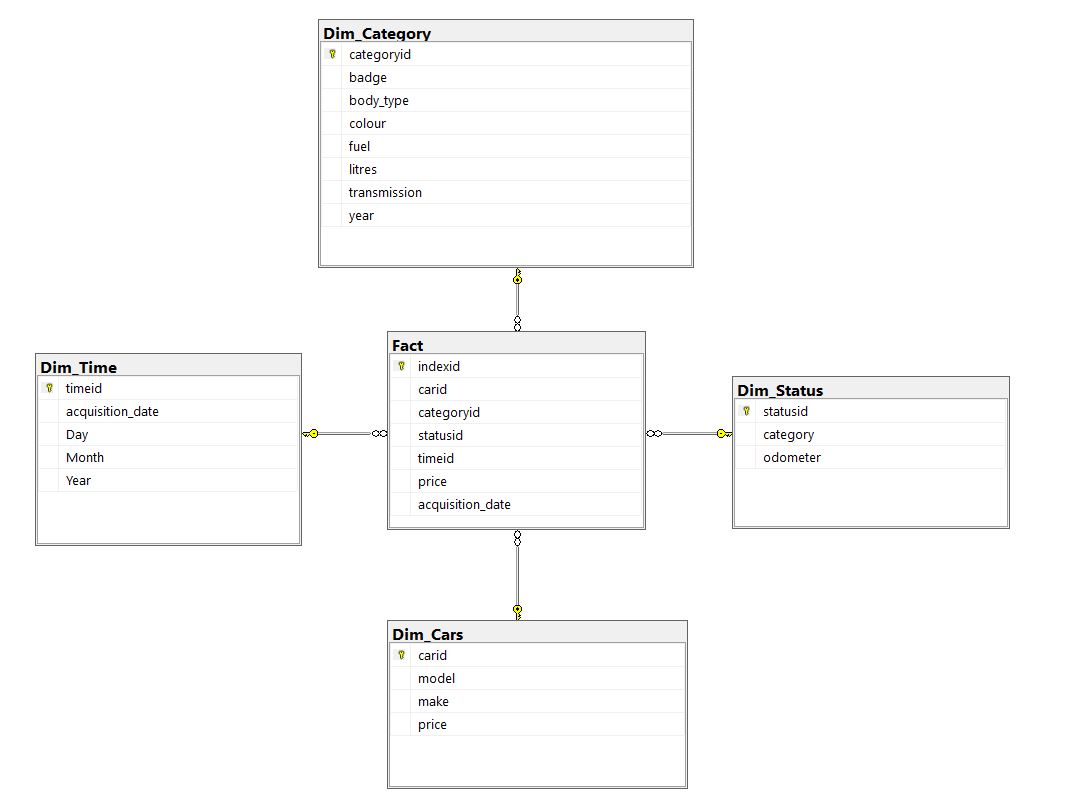 Dim_Category
categoryid
badge
body_type
colour
fuel
litres
transmission
year
Dim_Time
timeid
acquisition_date
Day
Month
Year
Fact
indexid
carid
categoryid
statusid
timeid
price
acquisition_date
Dim_Status
statusid
category
odometer
Dim_Cars
carid
model
make
price